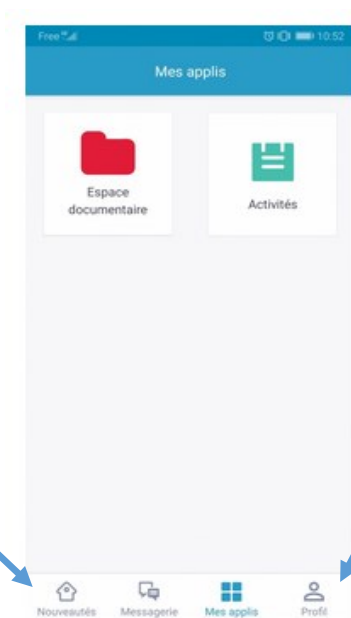 Free 10:52
Mes applis
Espace
documentaire
Activités
Nouveautés Messagerie Mes applis Profil